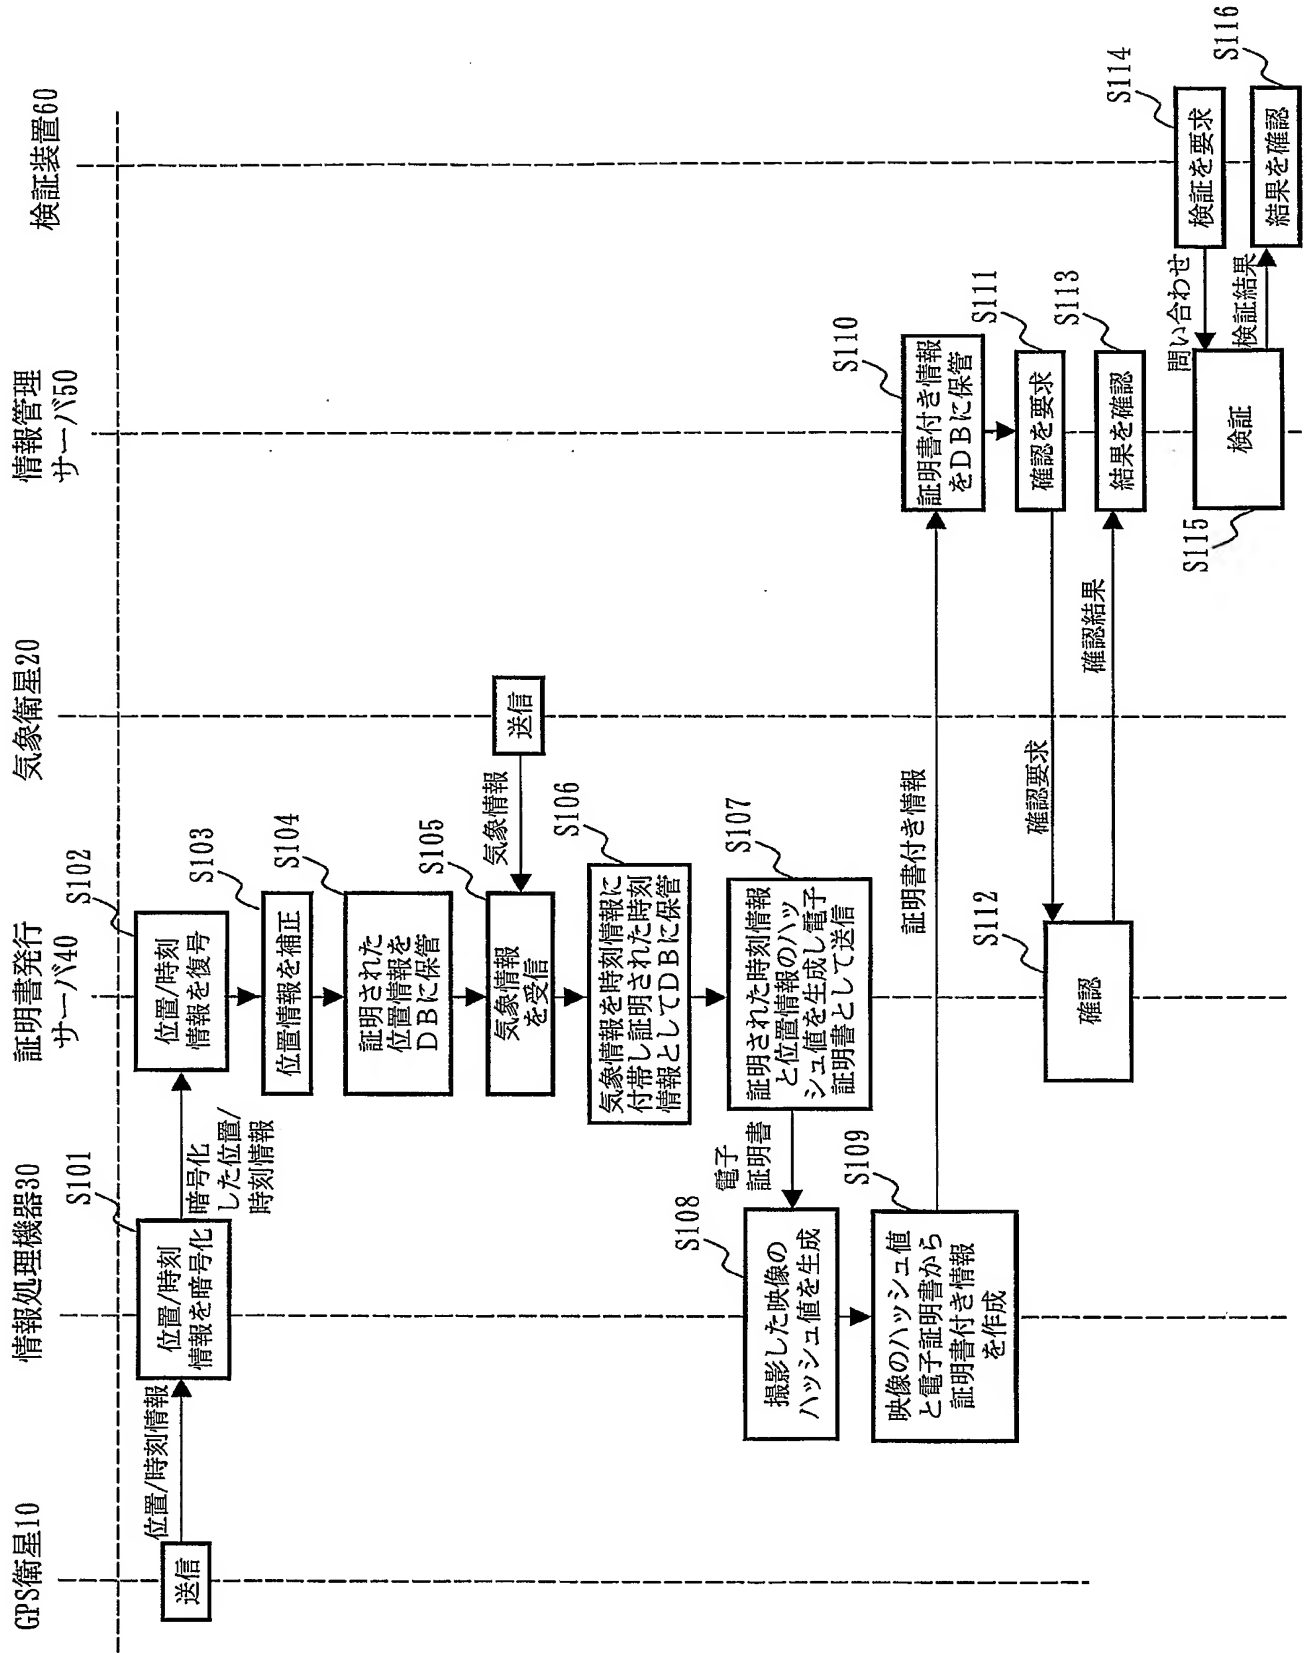 GPS衛星10
情報処理機器30
証明書発行
サーバ40
気象衛星20
情報管理
サーバ50
検証装置60
送信
位置/時刻情報
S101
位置/時刻
情報を暗号化
暗号化
した位置/
時刻情報
S102
位置/時刻
情報を復号
S103
位置情報を補正
S104
証明された
位置情報を
DBに保管
S105
気象情報
を受信
気象情報
送信
S106
気象情報を時刻情報に
付帯し証明された時刻
情報としてDBに保管
S107
証明された時刻情報
と位置情報のハッ
シュ値を生成し電子
証明書として送信
電子
証明書
S108
撮影した映像の
ハッシュ値を生成
S109
映像のハッシュ値
と電子証明書から
証明書付き情報
を作成
証明書付き情報
S110
証明書付き情報
をDBに保管
S111
確認を要求
確認要求
S112
確認
確認結果
S113
結果を確認
S114
検証を要求
問い合わせ
S115
検証
検証結果
S116
結果を確認